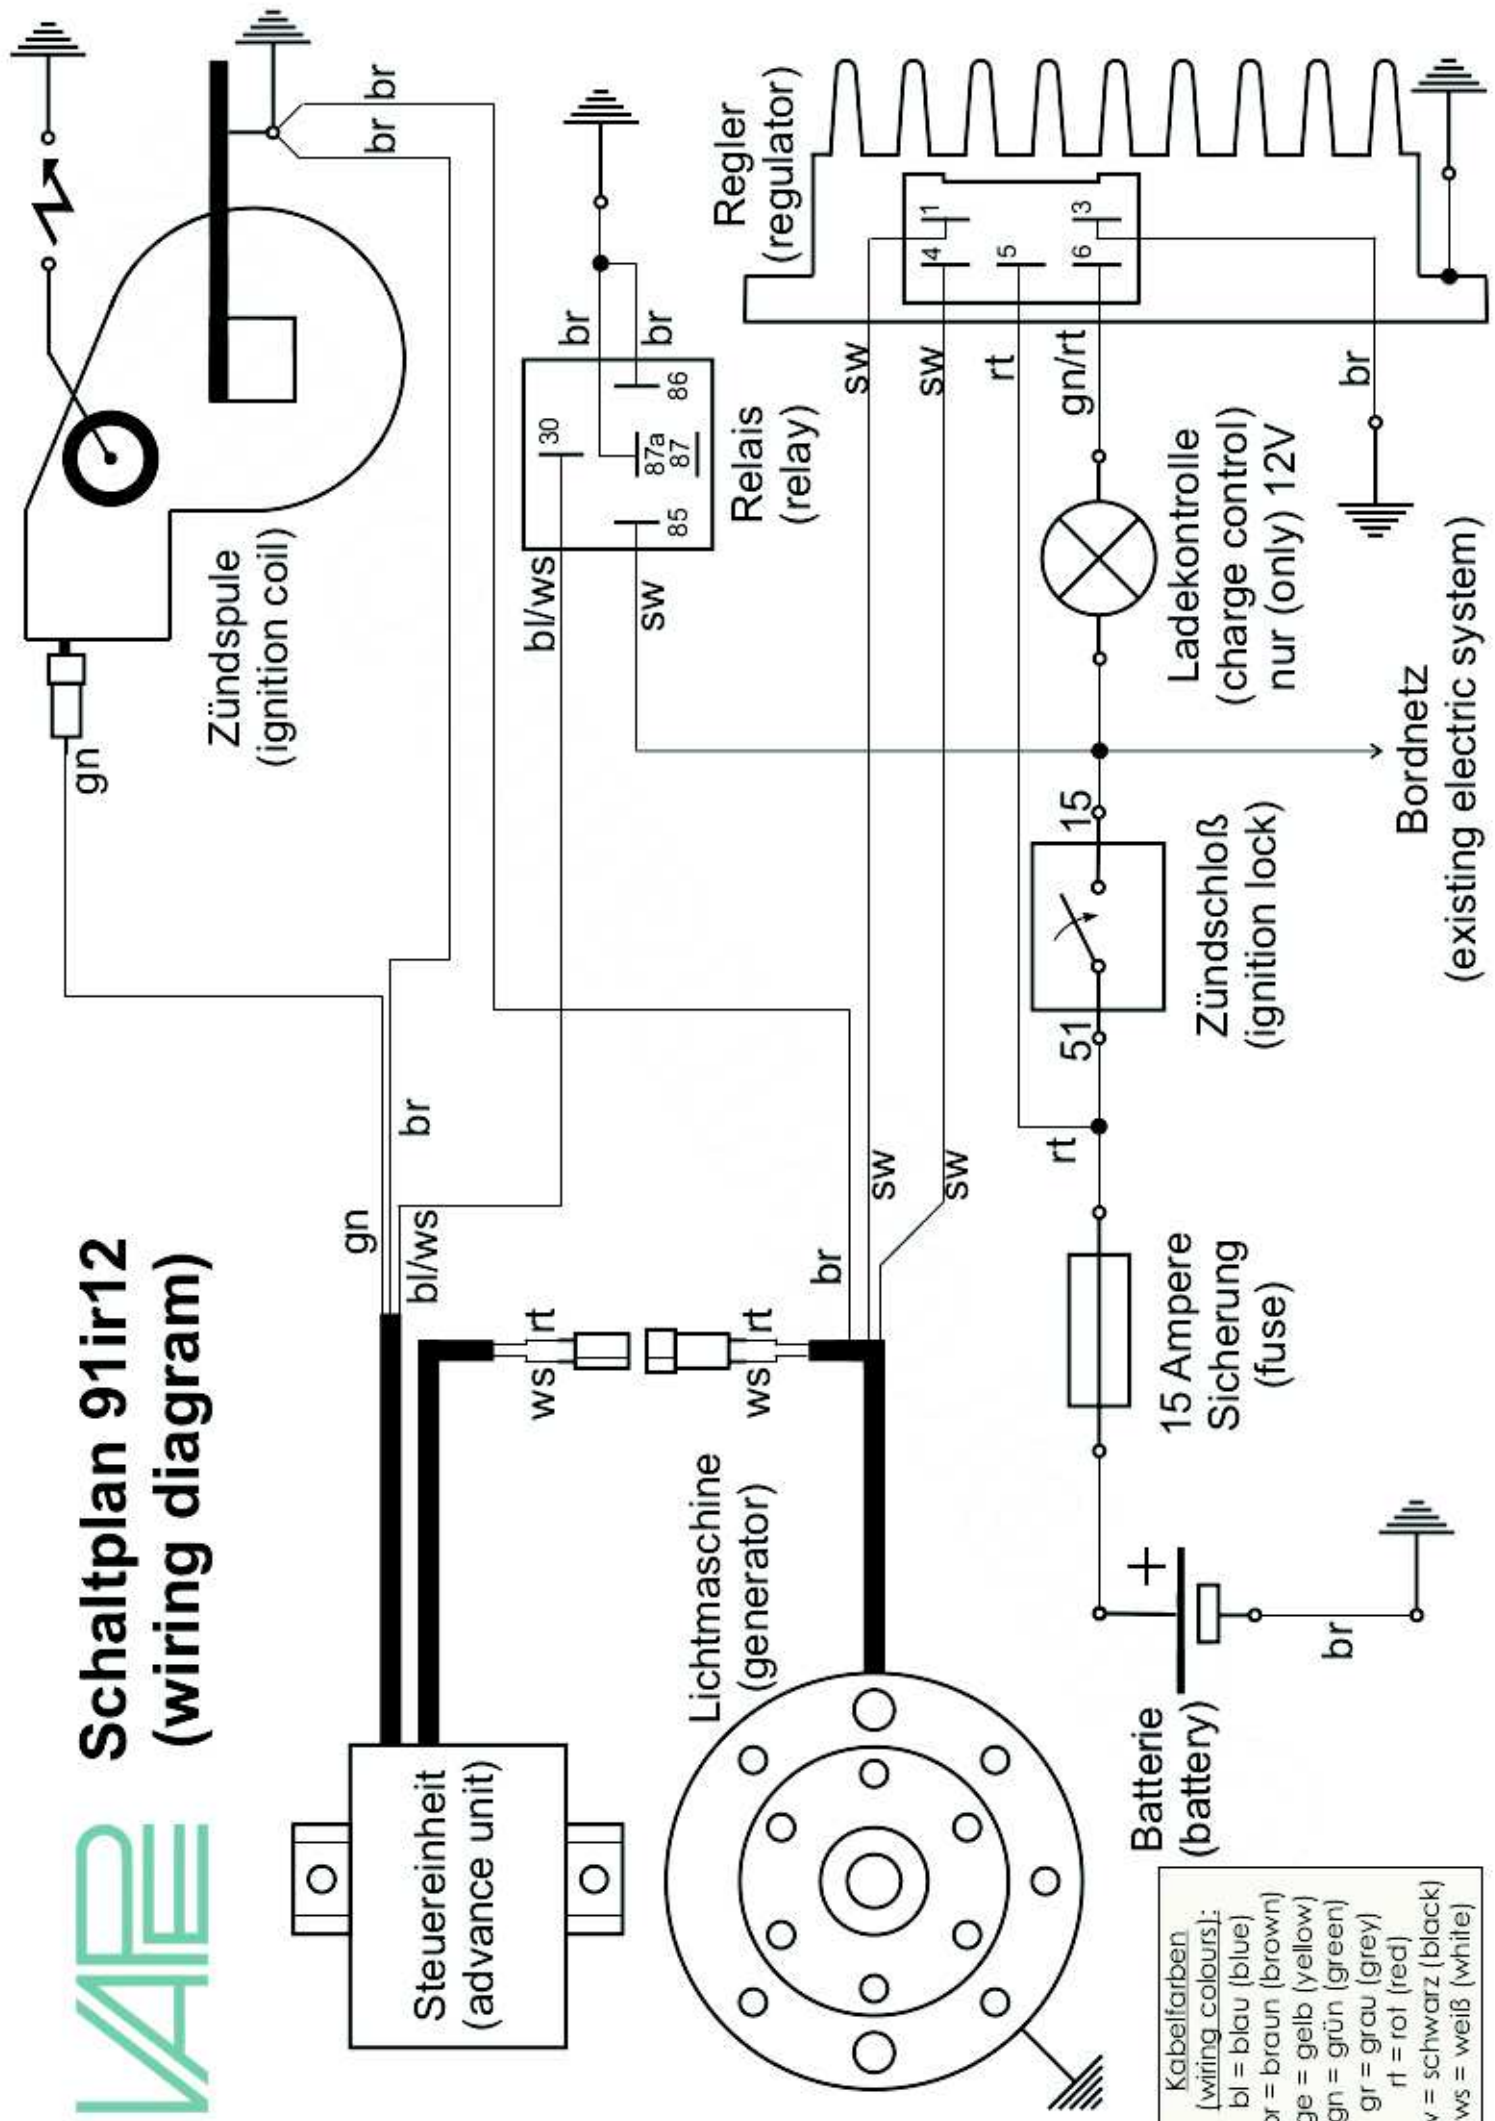 VAPE
Schaltplan 91ir12
(wiring diagram)
Steuereinheit
(advance unit)
gn
br
bl/ws
ws
rt
ws
rt
Lichtmaschine
(generator)
br
sw
sw
gn
Zündspule
(ignition coil)
br
br
bl/ws
sw
30
87a
87
86
85
br
br
Relais
(relay)
Regler
(regulator)
1
4
5
3
6
sw
sw
rt
gn/rt
br
Ladekontrolle
(charge control)
nur (only) 12V
Bordnetz
(existing electric system)
15
51
Zündschloß
(ignition lock)
rt
15 Ampere
Sicherung
(fuse)
+
br
Batterie
(battery)
Kabelfarben
(wiring colours):
bl = blau (blue)
= braun (brown)
= gelb (yellow)
gn = grün (green)
gr = grau (grey)
rt = rot (red)
= schwarz (black)
ws = weiß (white)